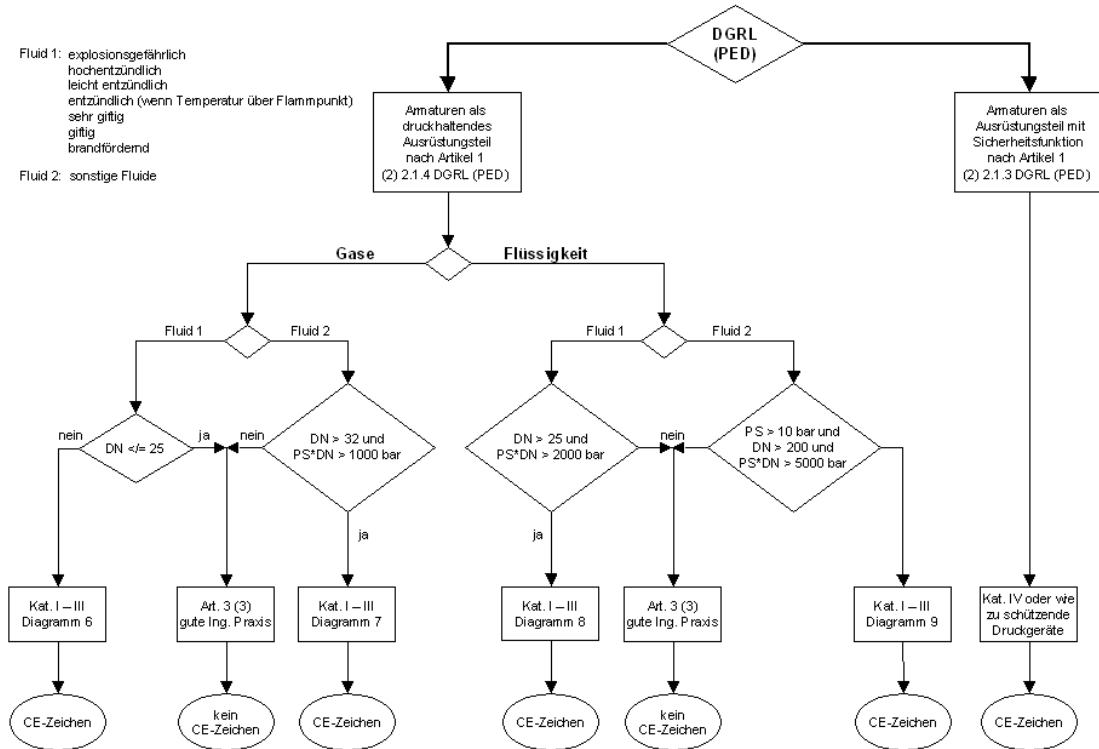 DGRL
(PED)
Fluid 1: explosionsgefährlich
hochentzündlich
leicht entzündlich
entzündlich (wenn Temperatur über Flammpunkt)
sehr giftig
giftig
brandfördernd
Fluid 2: sonstige Fluide
Armaturen als
druckhaltendes
Ausrüstungsteil
nach Artikel 1
(2) 2.1.4 DGRL (PED)
Armaturen als
Ausrüstungsteil mit
Sicherheitsfunktion
nach Artikel 1
(2) 2.1.3 DGRL (PED)
Gase
Flüssigkeit
Fluid 1
Fluid 2
Fluid 1
Fluid 2
nein
DN </= 25
ja
nein
DN > 32 und
PS*DN > 1000 bar
ja
DN > 25 und
PS*DN > 2000 bar
ja
nein
PS > 10 bar und
DN > 200 und
PS*DN > 5000 bar
Kat. I – III
Diagramm 6
Art. 3 (3)
gute Ing. Praxis
Kat. I – III
Diagramm 7
Kat. I – III
Diagramm 8
Art. 3 (3)
gute Ing. Praxis
Kat. I – III
Diagramm 9
Kat. IV oder wie
zu schützende
Druckgeräte
CE-Zeichen
kein
CE-Zeichen
CE-Zeichen
CE-Zeichen
kein
CE-Zeichen
CE-Zeichen
CE-Zeichen